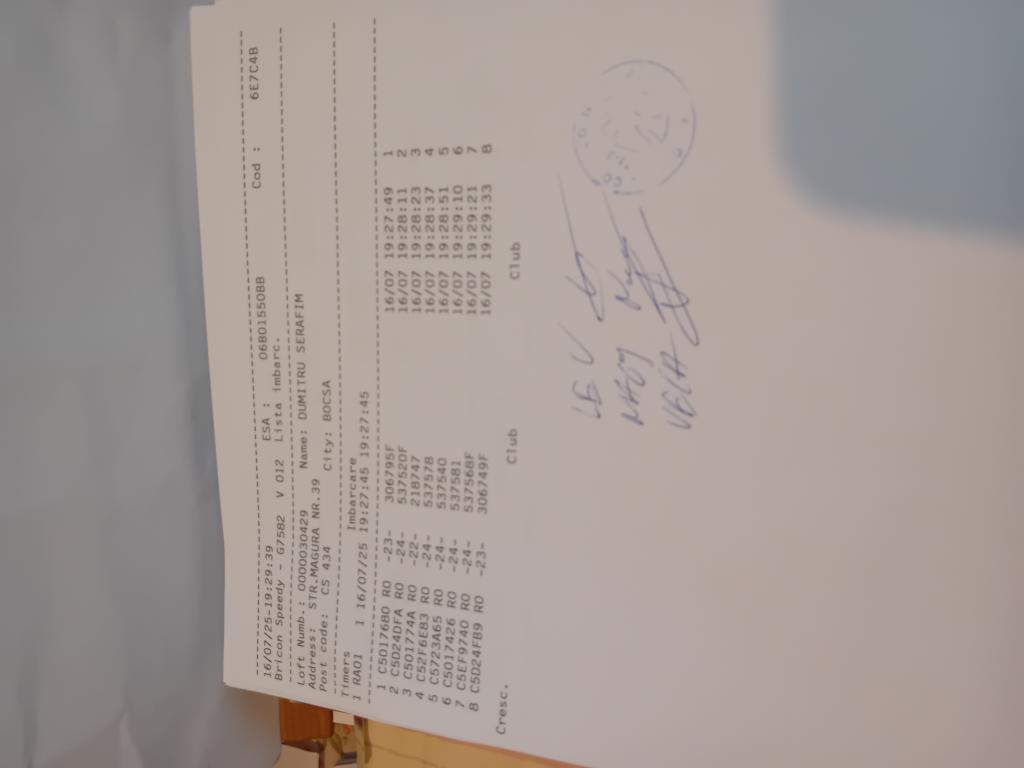 16/07/25-19:29:39 ESA : 06B01550BB Cod : 6E7C4B
Bricon Speedy - G7582 V 012 Lista imbarc.
Loft Numb.: 0000030429 Name: DUMITRU SERAFIM
Address: STR.MAGURA NR.39
Post code: CS 434 City: BOCSA
Timers Imbarcare
1 RA01 1 16/07/25 19:27:45 19:27:45
1 C5017680 RO -23- 306795F 16/07 19:27:49 1
2 C5D24DFA RO -24- 537520F 16/07 19:28:11 2
3 C501774A RO -22- 218747 16/07 19:28:23 3
4 C52F6E83 RO -24- 537578 16/07 19:28:37 4
5 C5723A65 RO -24- 537540 16/07 19:28:51 5
6 C5017426 RO -24- 537581 16/07 19:29:10 6
7 C5EF9740 RO -24- 537568F 16/07 19:29:21 7
8 C5D24FB9 RO -23- 306749F 16/07 19:29:33 8
Cresc. Club Club